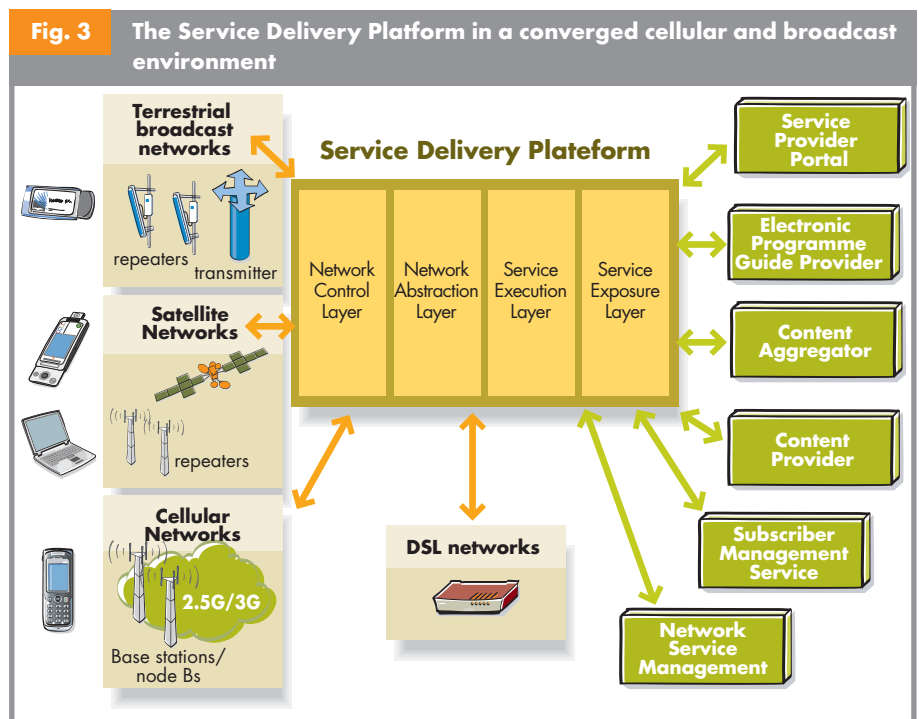 Fig. 3
The Service Delivery Platform in a converged cellular and broadcast
environment
Terrestrial
broadcast
networks
repeaters
transmitter
Satellite
Networks
repeaters
Cellular
Networks
2.5G/3G
Base stations/
node Bs
Service Delivery Plateform
Network
Control
Layer
Network
Abstraction
Layer
Service
Execution
Layer
Service
Exposure
Layer
DSL networks
Service
Provider
Portal
Electronic
Programme
Guide Provider
Content
Aggregator
Content
Provider
Subscriber
Management
Service
Network
Service
Management